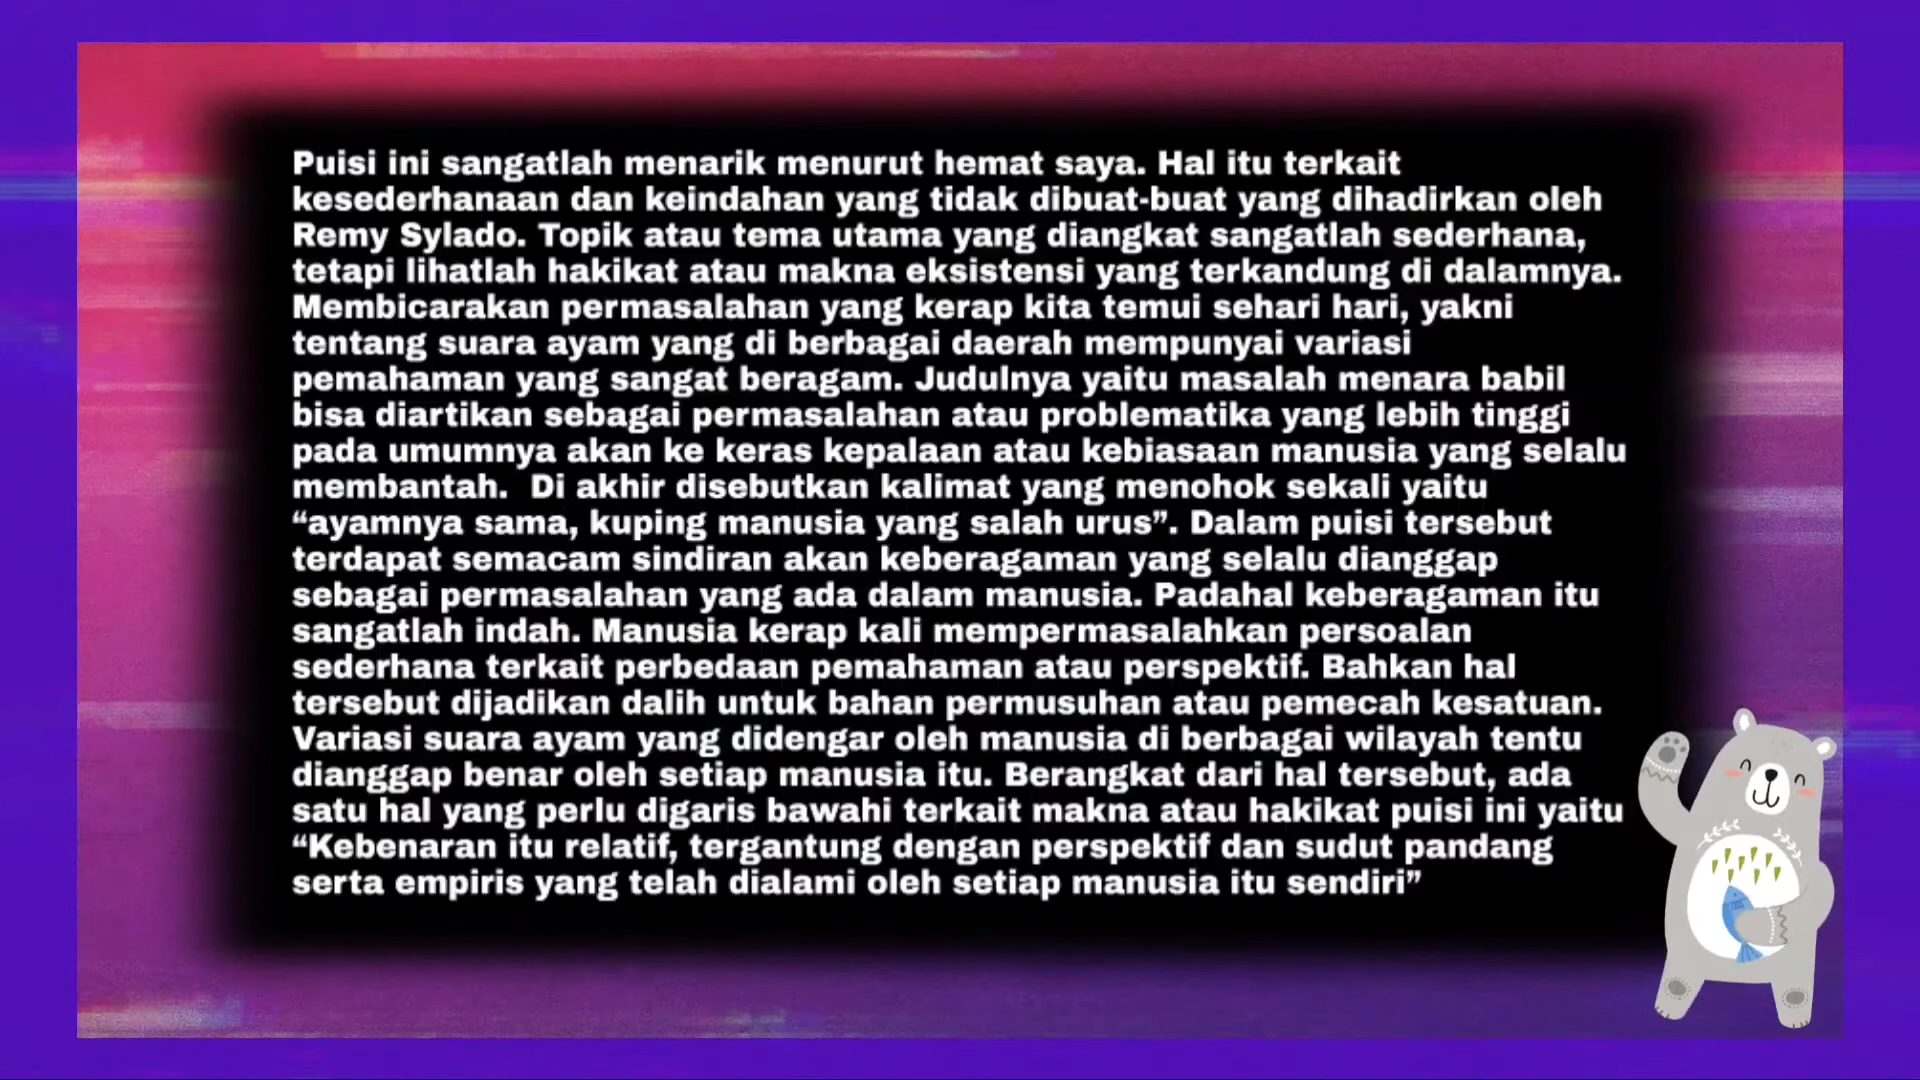 Puisi ini sangatlah menarik menurut hemat saya. Hal itu terkait
kesederhanaan dan keindahan yang tidak dibuat-buat yang dihadirkan oleh
Remy Sylado. Topik atau tema utama yang diangkat sangatlah sederhana,
tetapi lihatlah hakikat atau makna eksistensi yang terkandung di dalamnya.
Membicarakan permasalahan yang kerap kita temui sehari hari, yakni
tentang suara ayam yang di berbagai daerah mempunyai variasi
pemahaman yang sangat beragam. Judulnya yaitu masalah menara babil
bisa diartikan sebagai permasalahan atau problematika yang lebih tinggi
pada umumnya akan ke keras kepalaan atau kebiasaan manusia yang selalu
membantah.  Di akhir disebutkan kalimat yang menohok sekali yaitu
“ayamnya sama, kuping manusia yang salah urus”. Dalam puisi tersebut
terdapat semacam sindiran akan keberagaman yang selalu dianggap
sebagai permasalahan yang ada dalam manusia. Padahal keberagaman itu
sangatlah indah. Manusia kerap kali mempermasalahkan persoalan
sederhana terkait perbedaan pemahaman atau perspektif. Bahkan hal
tersebut dijadikan dalih untuk bahan permusuhan atau pemecah kesatuan.
Variasi suara ayam yang didengar oleh manusia di berbagai wilayah tentu
dianggap benar oleh setiap manusia itu. Berangkat dari hal tersebut, ada
satu hal yang perlu digaris bawahi terkait makna atau hakikat puisi ini yaitu
“Kebenaran itu relatif, tergantung dengan perspektif dan sudut pandang
serta empiris yang telah dialami oleh setiap manusia itu sendiri”